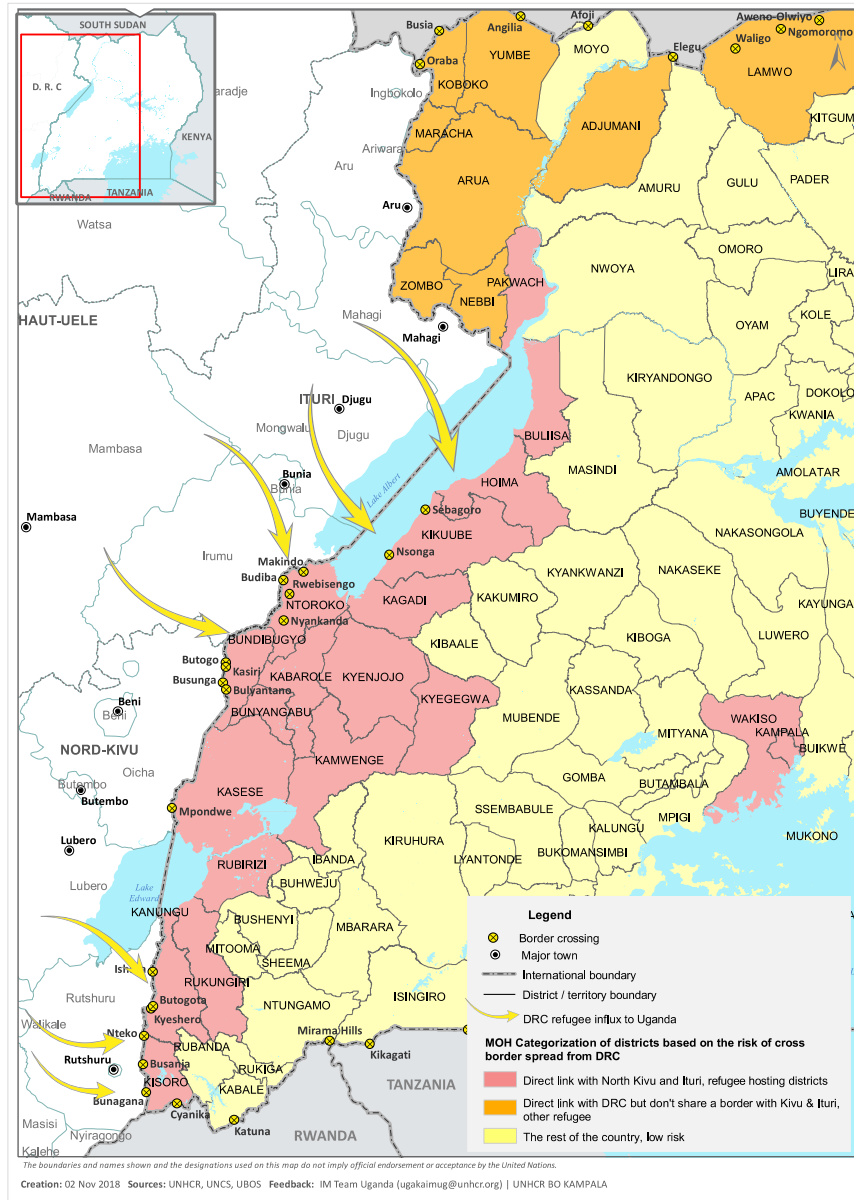 SOUTH SUDAN
D. R. C
KENYA
RWANDA
TANZANIA
Busia
Angilia
Afoji
Aweno-Olwiyo
Ngomoromo
Waligo
Elegu
Oraba
MOYO
YUMBE
KOBOKO
LAMWO
N
KITGUM
Ingbokolo
aradje
MARACHA
ADJUMANI
Ariwara
Aru
ARUA
Aru
AMURU
GULU
PADER
Watsa
OMORO
NWOYA
PAKWACH
ZOMBO
NEBBI
LIRA
HAUT-UELE
Mahagi
Mahagi
OYAM
KOLE
KIRYANDONGO
ITURI
Djugu
APAC
DOKOLO
KWANIA
Mongwalu
Djugu
BULIISA
Mambasa
MASINDI
AMOLATAR
Bunia
Bunia
HOIMA
Lake Albert
BUYENDE
Mambasa
Sebagoro
KIKUUBE
NAKASONGOLA
Irumu
Makindo
Nsonga
Budiba
Rwebisengo
KYANKWANZI
NAKASEKE
NTOROKO
KAGADI
KAKUMIRO
KAYUNGA
Nyankanda
BUNDIBUGYO
KIBAALE
KIBOGA
LUWERO
Butogo
Kasiri
KABAROLE
KYENJOJO
Busunga
Bulyantano
KYEGEGWA
KASSANDA
Beni
Beni
BUNYANGABU
MUBENDE
WAKISO
MITYANA
KAMPALA
NORD-KIVU
BUIKWE
KAMWENGE
Oicha
GOMBA
Butembo
Butembo
KASESE
BUTAMBALA
Mpondwe
SSEMBABULE
MPIGI
KALUNGU
MUKONO
Lubero
KIRUHURA
BUKOMANSIMBI
RUBIRIZI
IBANDA
LYANTONDE
Lubero
BUHWEJU
Lake
Edward
KANUNGU
BUSHENYI
MBARARA
MITOOMA
SHEEMA
RUKUNGIRI
Rutshuru
NTUNGAMO
ISINGIRO
Butogota
Kyeshero
Walikale
Nteko
RUBANDA
Mirama Hills
Kikagati
Rutshuru
Busanja
RUKIGA
KISORO
TANZANIA
Bunagana
KABALE
Cyanika
Katuna
Masisi
Nyiragongo
RWANDA
Kalehe
Legend
Border crossing
Major town
International boundary
District / territory boundary
DRC refugee influx to Uganda
MOH Categorization of districts based on the risk of cross
border spread from DRC
Direct link with North Kivu and Ituri, refugee hosting districts
Direct link with DRC but don't share a border with Kivu & Ituri,
other refugee
The rest of the country, low risk
The boundaries and names shown and the designations used on this map do not imply official endorsement or acceptance by the United Nations.
Creation: 02 Nov 2018 Sources: UNHCR, UNCS, UBOS Feedback: IM Team Uganda (ugakaimug@unhcr.org) | UNHCR BO KAMPALA